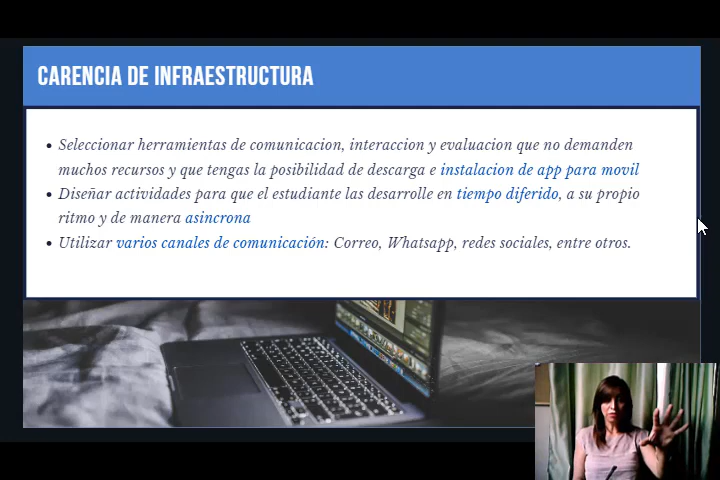 CARENCIA DE INFRAESTRUCTURA
• Seleccionar herramientas de comunicacion, interaccion y evaluacion que no demanden
muchos recursos y que tengas la posibilidad de descarga e instalacion de app para movil
• Diseñar actividades para que el estudiante las desarrolle en tiempo diferido, a su propio
ritmo y de manera asincrona
• Utilizar varios canales de comunicación: Correo, Whatsapp, redes sociales, entre otros.